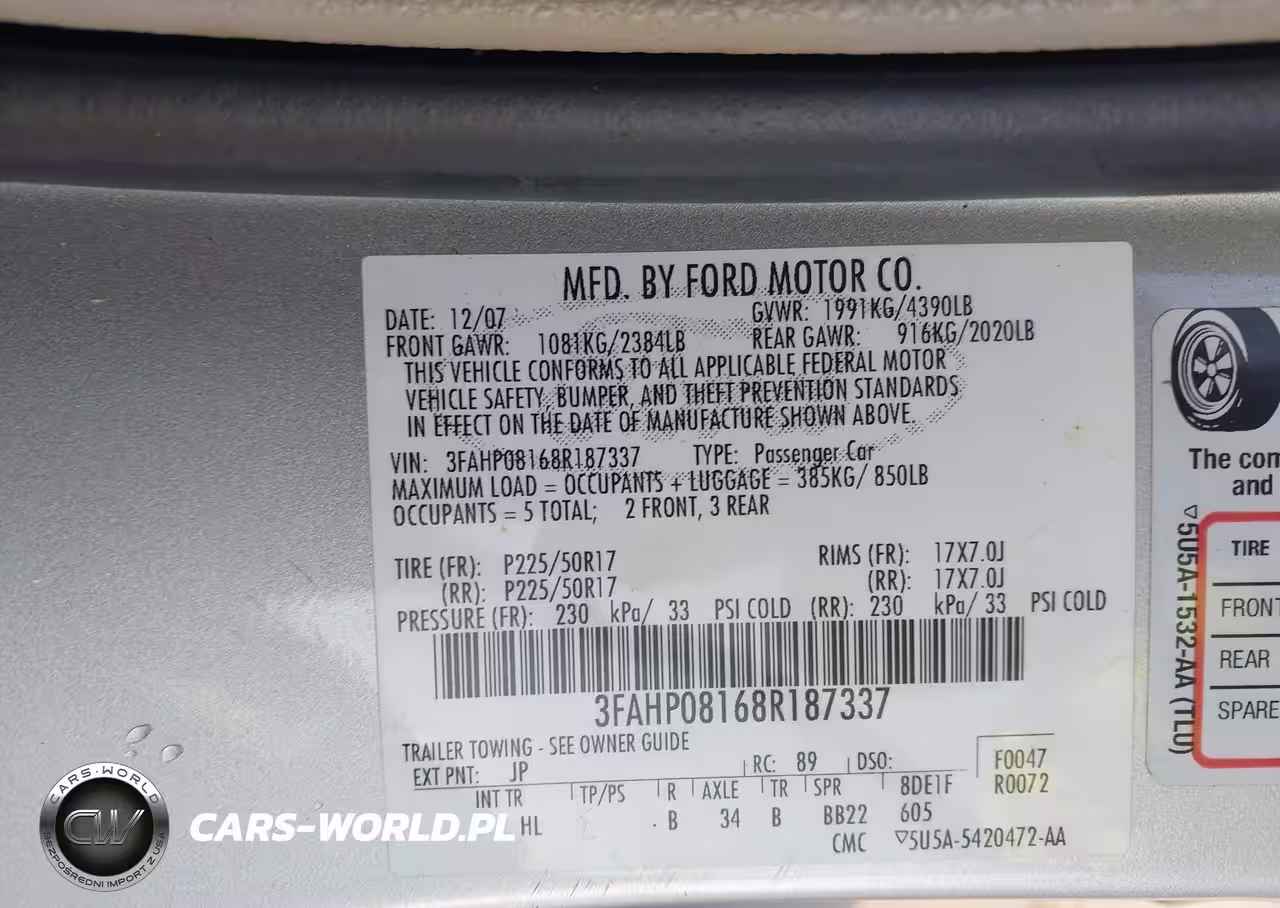 MFD. BY FORD MOTOR CO.
DATE: 12/07 GVWR: 1991KG/4390LB
FRONT GAWR: 1081KG/2384LB REAR GAWR: 916KG/2020LB
THIS VEHICLE CONFORMS TO ALL APPLICABLE FEDERAL MOTOR
VEHICLE SAFETY, BUMPER, AND THEFT PREVENTION STANDARDS
IN EFFECT ON THE DATE OF MANUFACTURE SHOWN ABOVE.
VIN: 3FAHP08168R187337 TYPE: Passenger Car
MAXIMUM LOAD = OCCUPANTS + LUGGAGE = 385KG/ 850LB
OCCUPANTS = 5 TOTAL; 2 FRONT, 3 REAR
TIRE (FR): P225/50R17 RIMS (FR): 17X7.0J
(RR): P225/50R17 (RR): 17X7.0J
PRESSURE (FR): 230 kPa/ 33 PSI COLD (RR): 230 kPa/ 33 PSI COLD
3FAHP08168R187337
TRAILER TOWING - SEE OWNER GUIDE
EXT PNT: JP RC: 89 DSO: F0047
INT TR TP/PS R AXLE TR SPR 8DE1F R0072
HL B 34 B BB22 605
CMC ▽5U5A-5420472-AA
The com
and
TIRE
FRONT
REAR
SPARE
▽5U5A-1532-AA (TLU)
CARS-WORLD
CW
BEZPOŚREDNI IMPORT Z USA
CARS-WORLD.PL